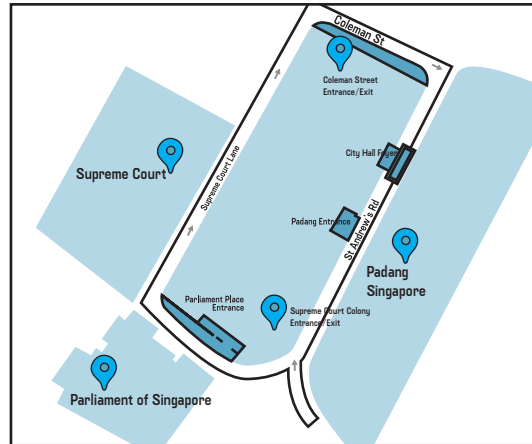 Coleman St
Coleman Street
Entrance/Exit
City Hall Foyer
Supreme Court
Supreme Court Lane
Padang Entrance
St Andrew's Rd
Padang
Singapore
Parliament Place
Entrance
Supreme Court Colony
Entrance/Exit
Parliament of Singapore